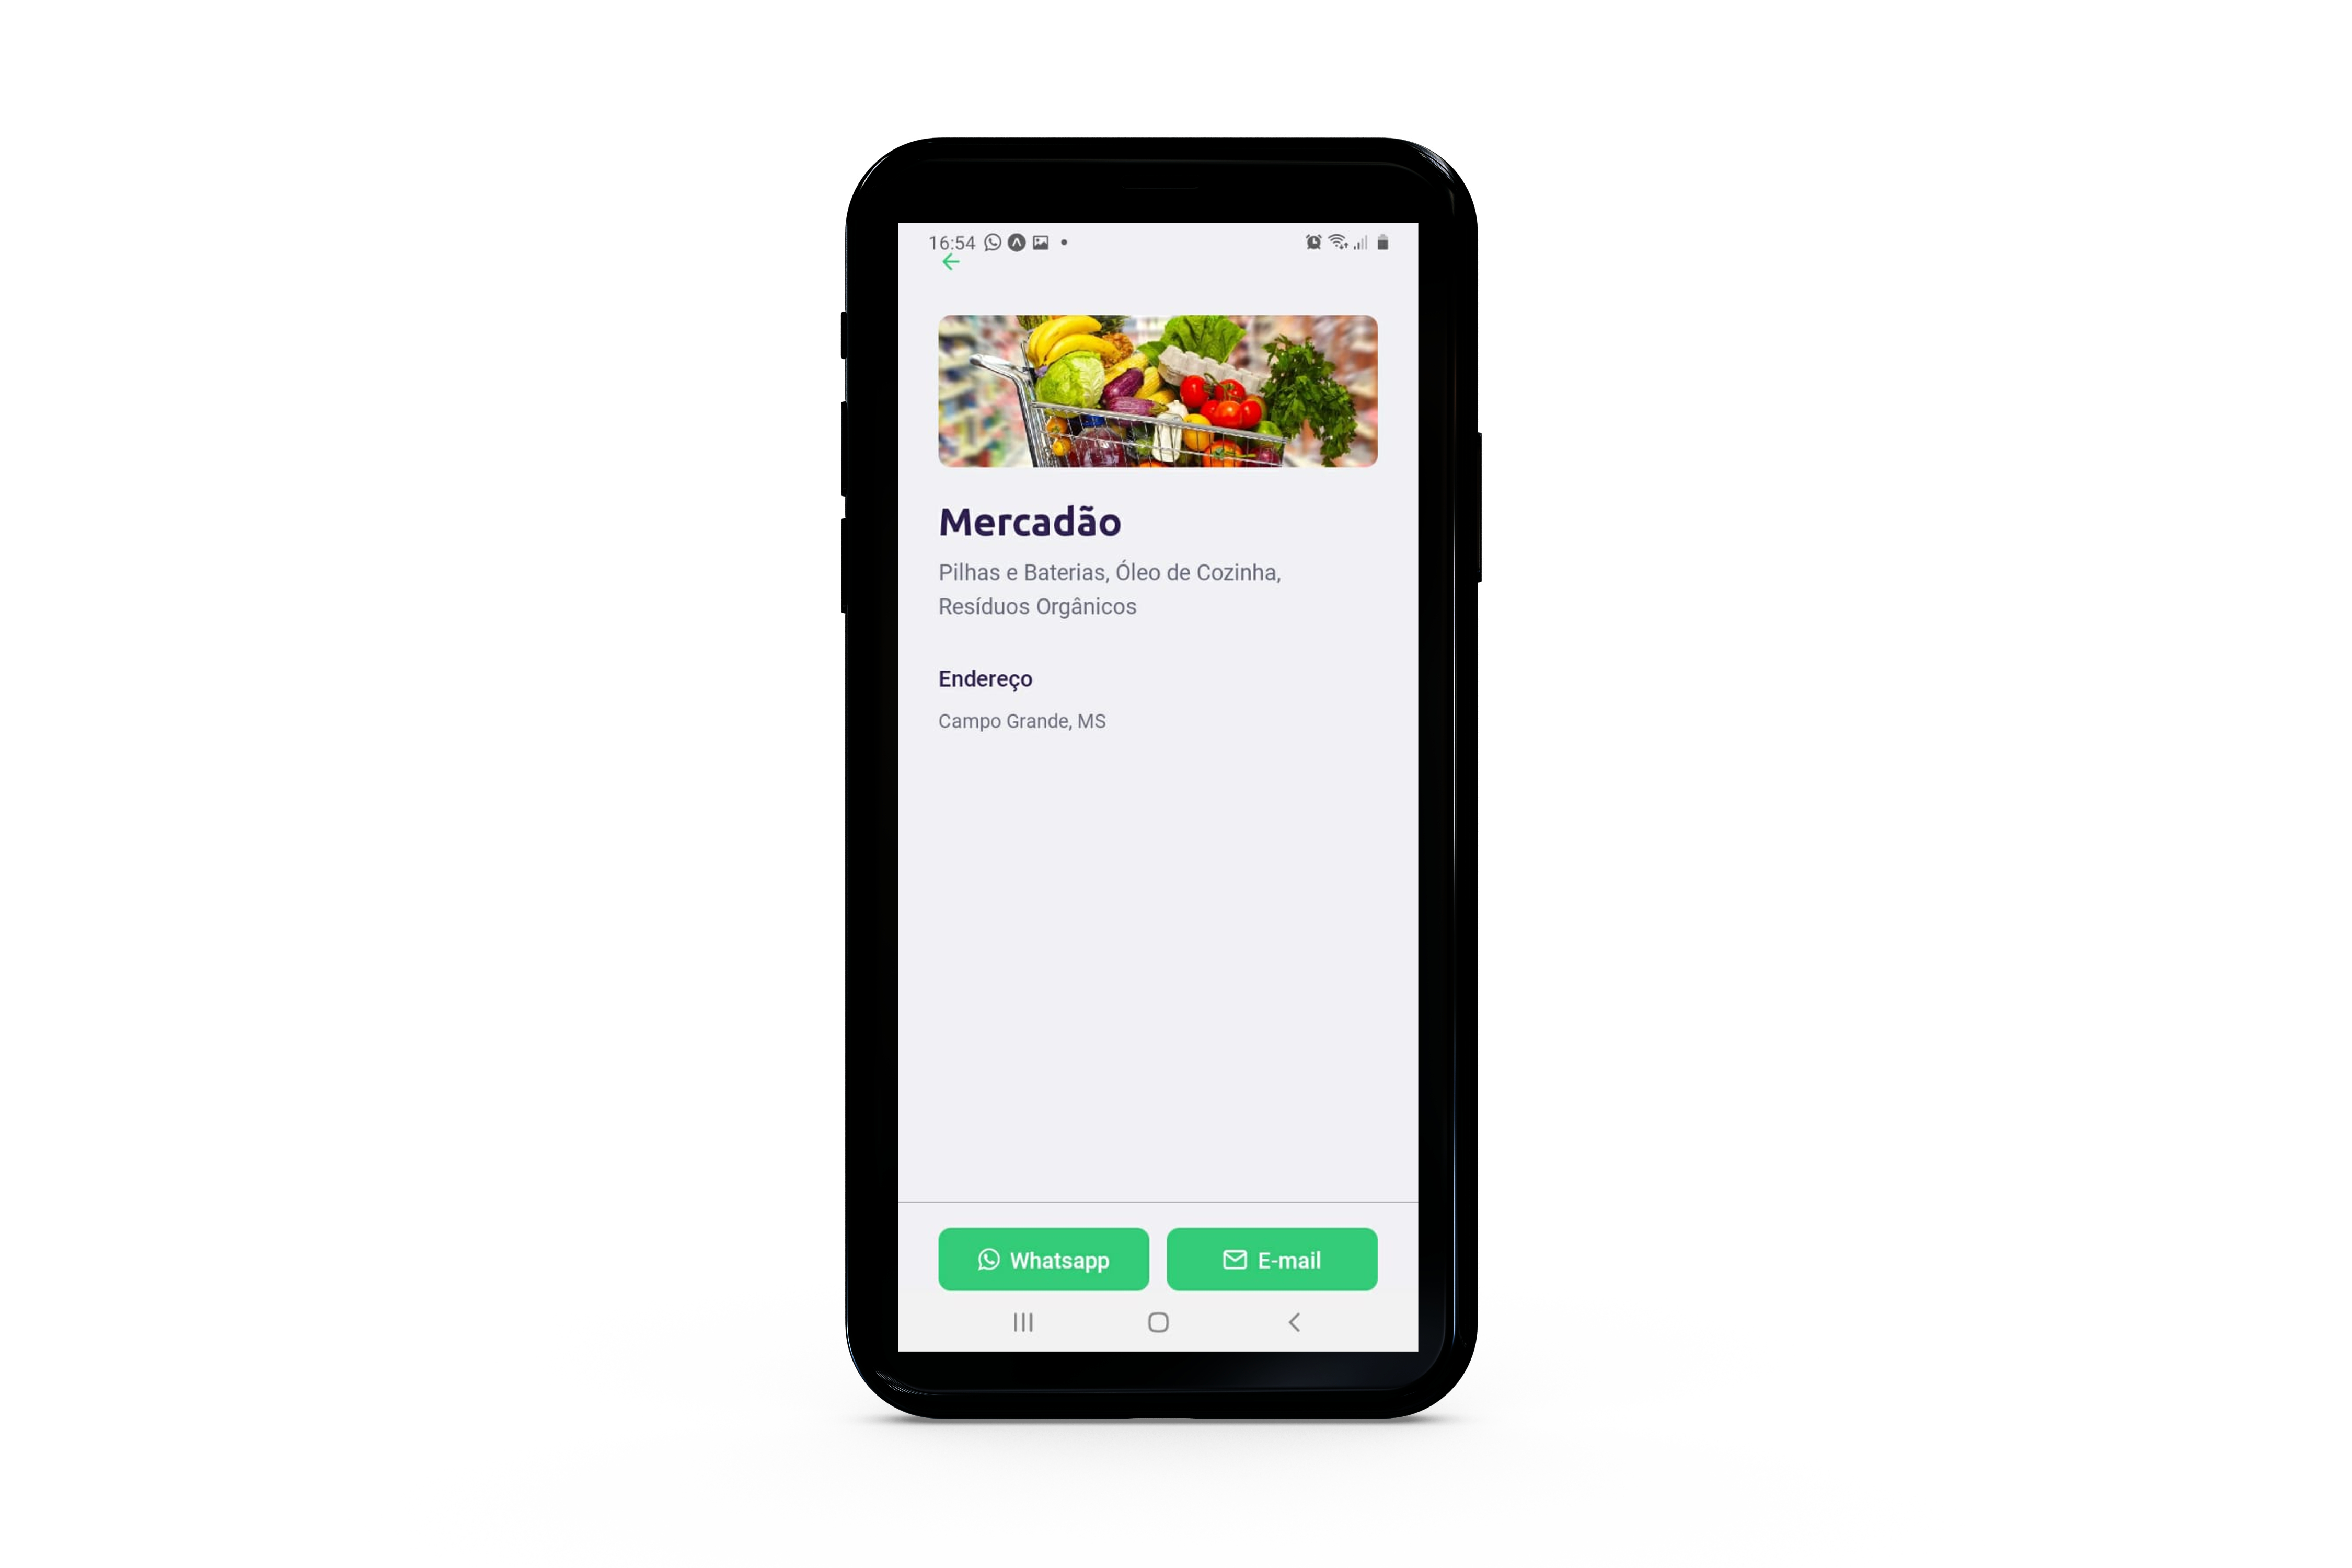 16:54
Mercadão
Pilhas e Baterias, Óleo de Cozinha,
Resíduos Orgânicos
Endereço
Campo Grande, MS
Whatsapp
E-mail